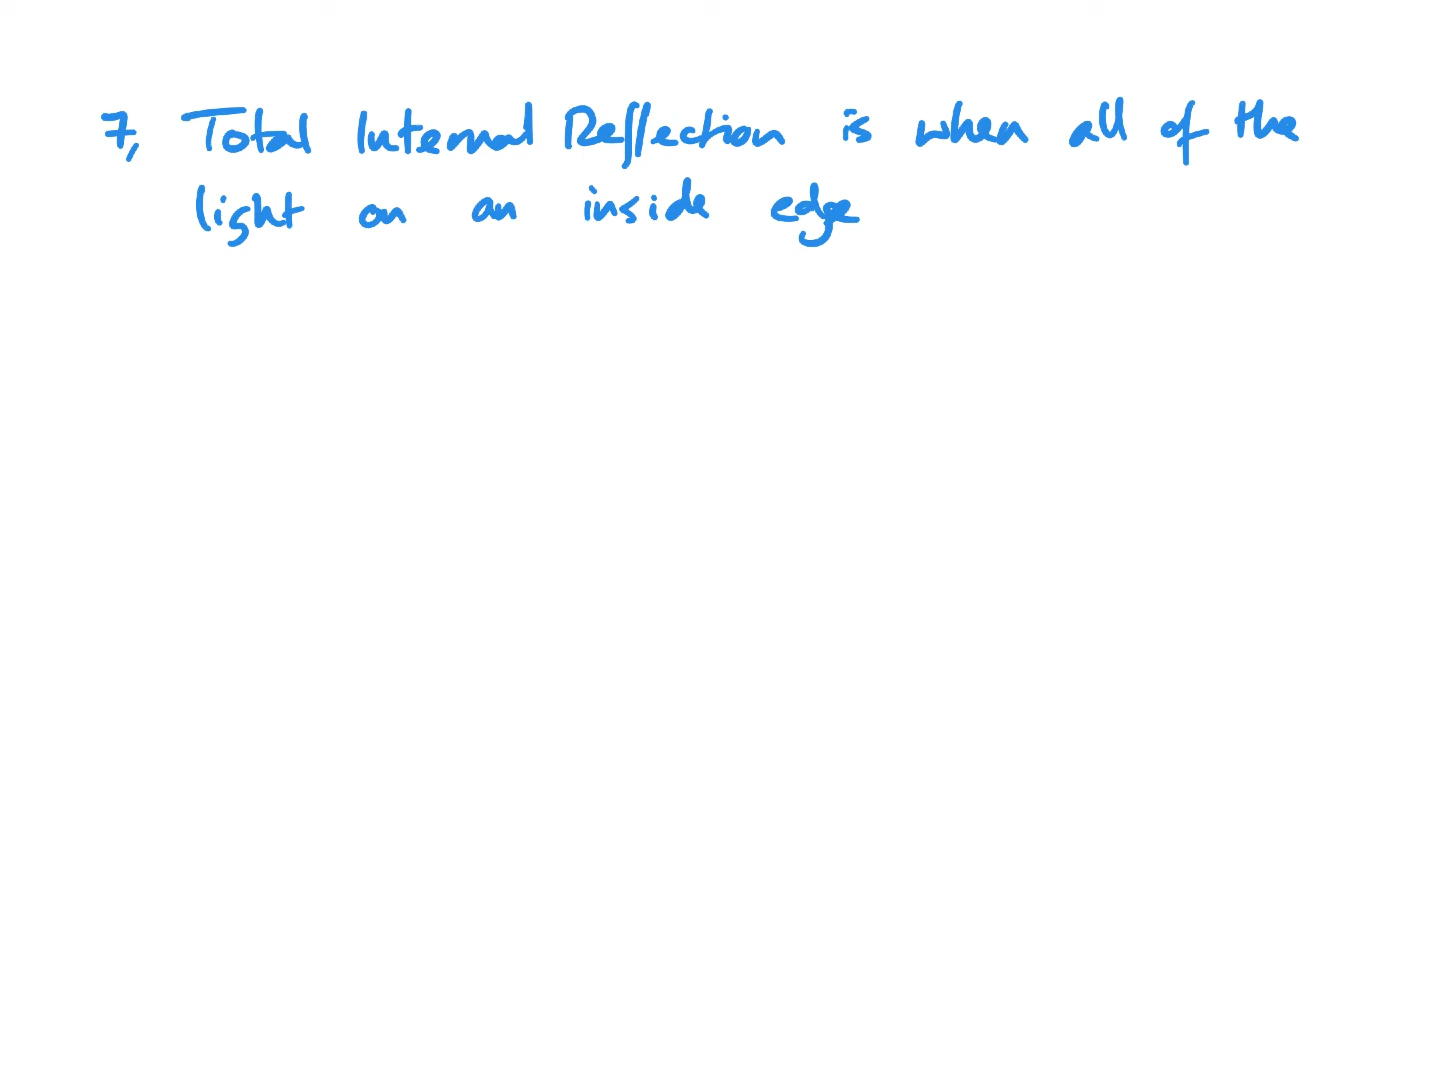 7, Total Internal Reflection is when all of the
light on an inside edge